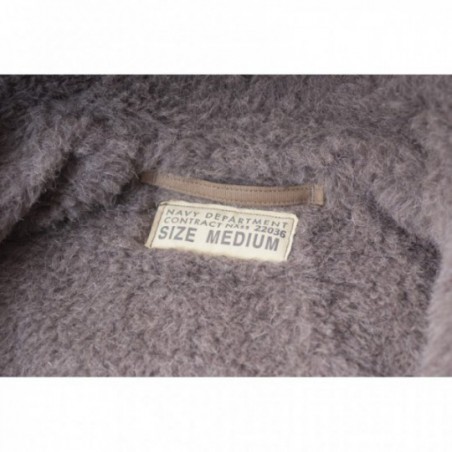 NAVY DEPARTMENT
CONTRACT NXSS 22036
SIZE MEDIUM